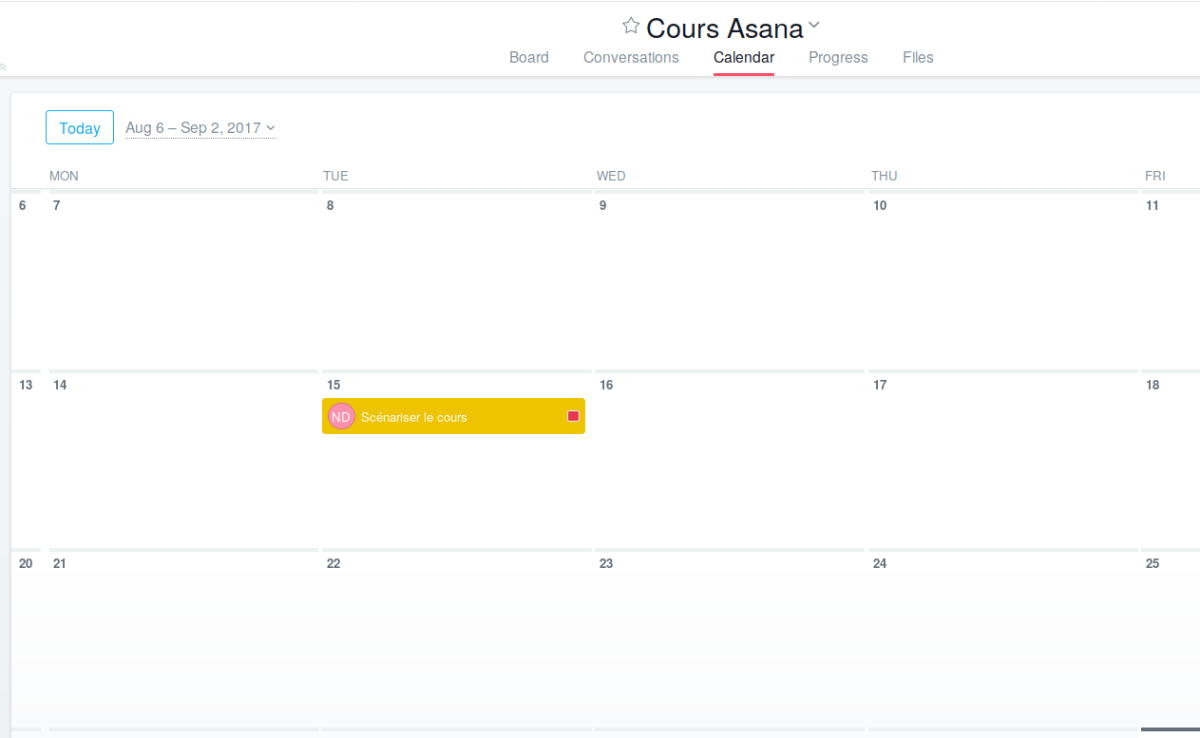 Cours Asana
Board Conversations Calendar Progress Files
Today Aug 6 – Sep 2, 2017
MON TUE WED THU FRI
6 7 8 9 10 11
13 14 15 16 17 18
ND Scénariser le cours
20 21 22 23 24 25